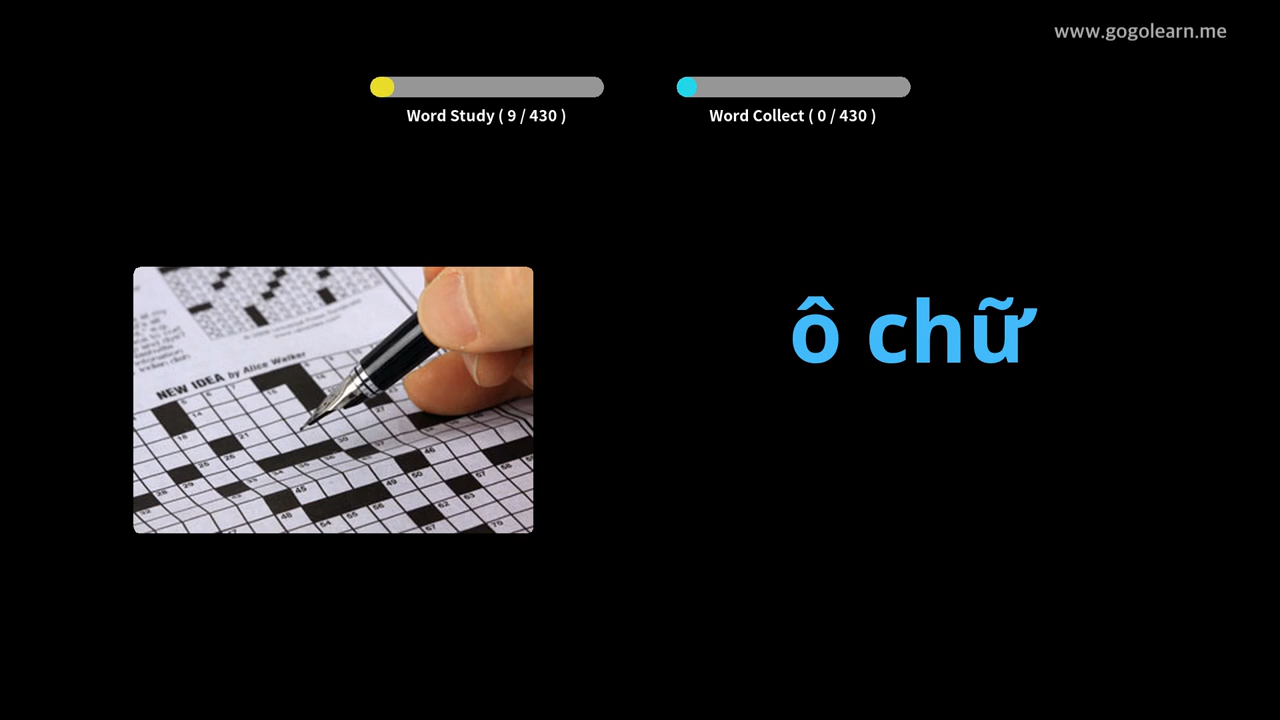 www.gogolearn.me
Word Study ( 9 / 430 )
Word Collect ( 0 / 430 )
NEW IDEA by Alice Walker
ô chữ